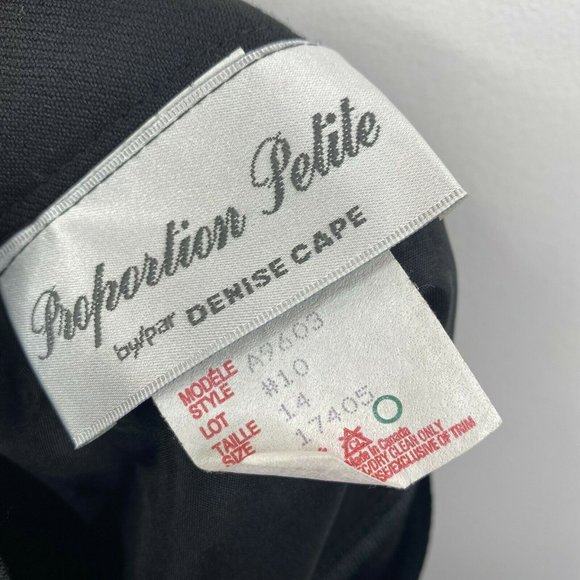 Proportion Petite
by/par DENISE CAPE
MODÈLE
STYLE A9603
LOT #10
TAILLE
SIZE 14
17405
Made in Canada
DRY CLEAN ONLY
EXCLUSIVE OF TRIM